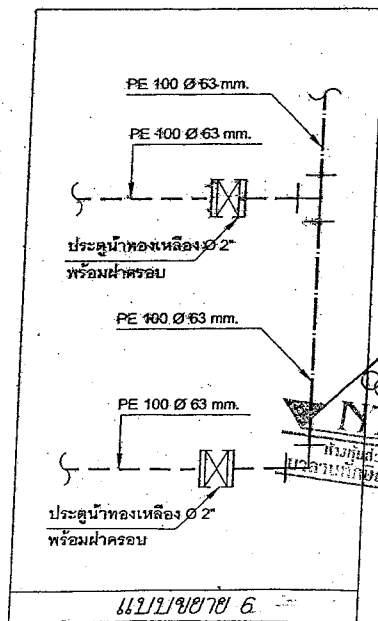 PE 100 Ø 63 mm.
PE 100 Ø 63 mm.
ประตูน้ำทองเหลือง Ø 2"
พร้อมฝาครอบ
PE 100 Ø 63 mm.
PE 100 Ø 63 mm.
ประตูน้ำทองเหลือง Ø 2"
พร้อมฝาครอบ
แบบขยาย 6